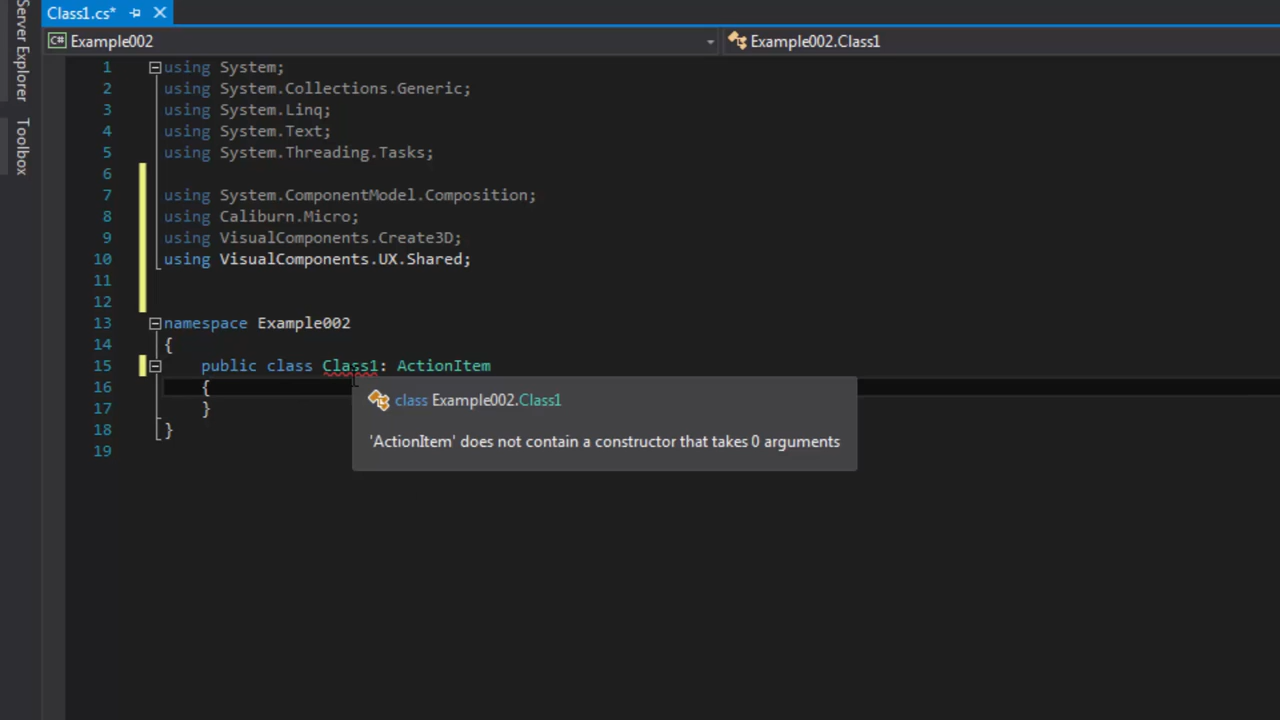 Class1.cs*
Server Explorer
Toolbox
C# Example002
Example002.Class1
1 using System;
2 using System.Collections.Generic;
3 using System.Linq;
4 using System.Text;
5 using System.Threading.Tasks;
6
7 using System.ComponentModel.Composition;
8 using Caliburn.Micro;
9 using VisualComponents.Create3D;
10 using VisualComponents.UX.Shared;
11
12
13 namespace Example002
14 {
15 public class Class1: ActionItem
16 {
class Example002.Class1
'ActionItem' does not contain a constructor that takes 0 arguments
17 }
18 }
19